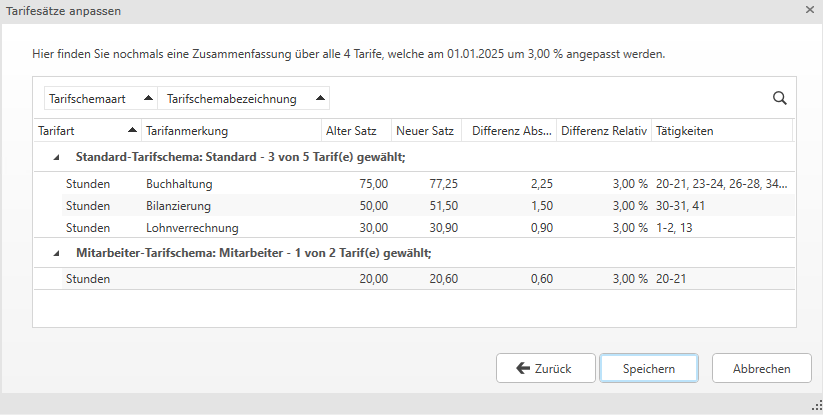 Tarifesätze anpassen
Hier finden Sie nochmals eine Zusammenfassung über alle 4 Tarife, welche am 01.01.2025 um 3,00 % angepasst werden.
Tarifschemaart Tarifschemabezeichnung
Tarifart Tarifanmerkung Alter Satz Neuer Satz Differenz Abs... Differenz Relativ Tätigkeiten
Standard-Tarifschema: Standard - 3 von 5 Tarif(e) gewählt;
Stunden Buchhaltung 75,00 77,25 2,25 3,00 % 20-21, 23-24, 26-28, 34...
Stunden Bilanzierung 50,00 51,50 1,50 3,00 % 30-31, 41
Stunden Lohnverrechnung 30,00 30,90 0,90 3,00 % 1-2, 13
Mitarbeiter-Tarifschema: Mitarbeiter - 1 von 2 Tarif(e) gewählt;
Stunden 20,00 20,60 0,60 3,00 % 20-21
Zurück Speichern Abbrechen